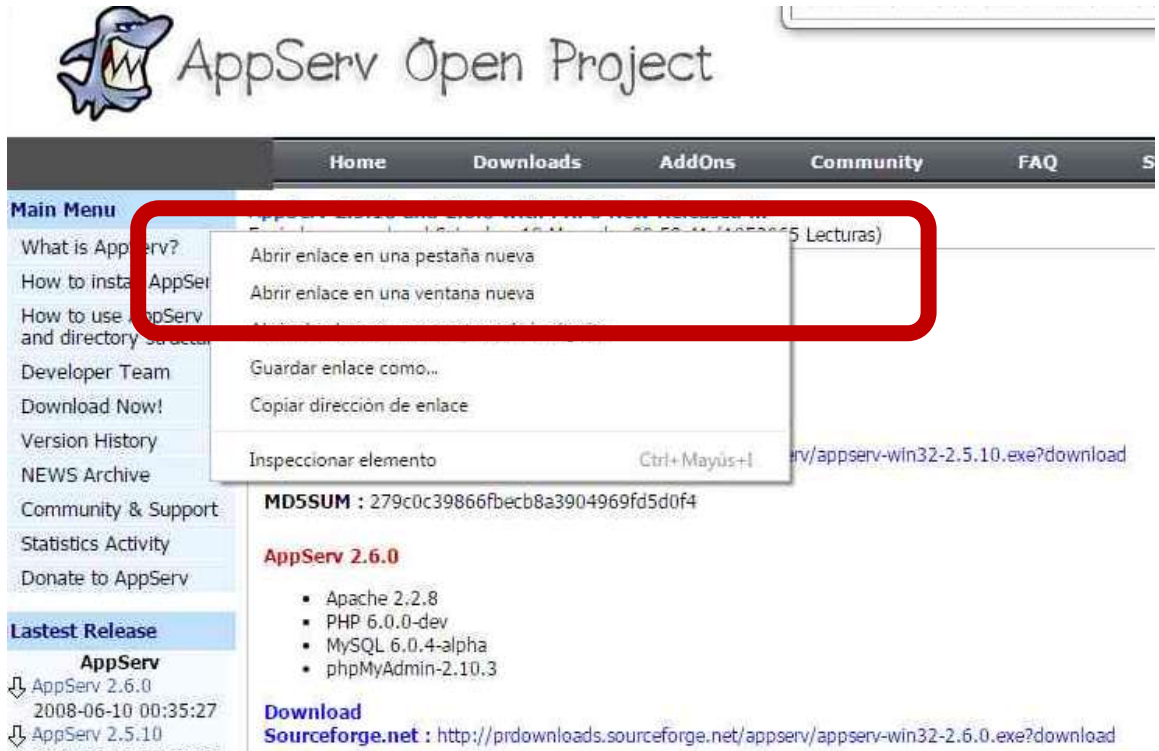 AppServ Open Project
Home Downloads AddOns Community FAQ S
Main Menu
What is AppServ?
How to install AppSer
How to use AppServ
and directory
Developer Team
Download Now!
Version History
NEWS Archive
Community & Support
Statistics Activity
Donate to AppServ
Lastest Release
AppServ
AppServ 2.6.0
2008-06-10 00:35:27
AppServ 2.5.10
5 Lecturas)
Abrir enlace en una pestaña nueva
Abrir enlace en una ventana nueva
Guardar enlace como...
Copiar dirección de enlace
Inspeccionar elemento Ctrl+Mayús+I
erv/appserv-win32-2.5.10.exe?download
MD5SUM : 279c0c39866fbecb8a3904969fd5d0f4
AppServ 2.6.0
Apache 2.2.8
PHP 6.0.0-dev
MySQL 6.0.4-alpha
phpMyAdmin-2.10.3
Download
Sourceforge.net : http://prdownloads.sourceforge.net/appserv/appserv-win32-2.6.0.exe?download